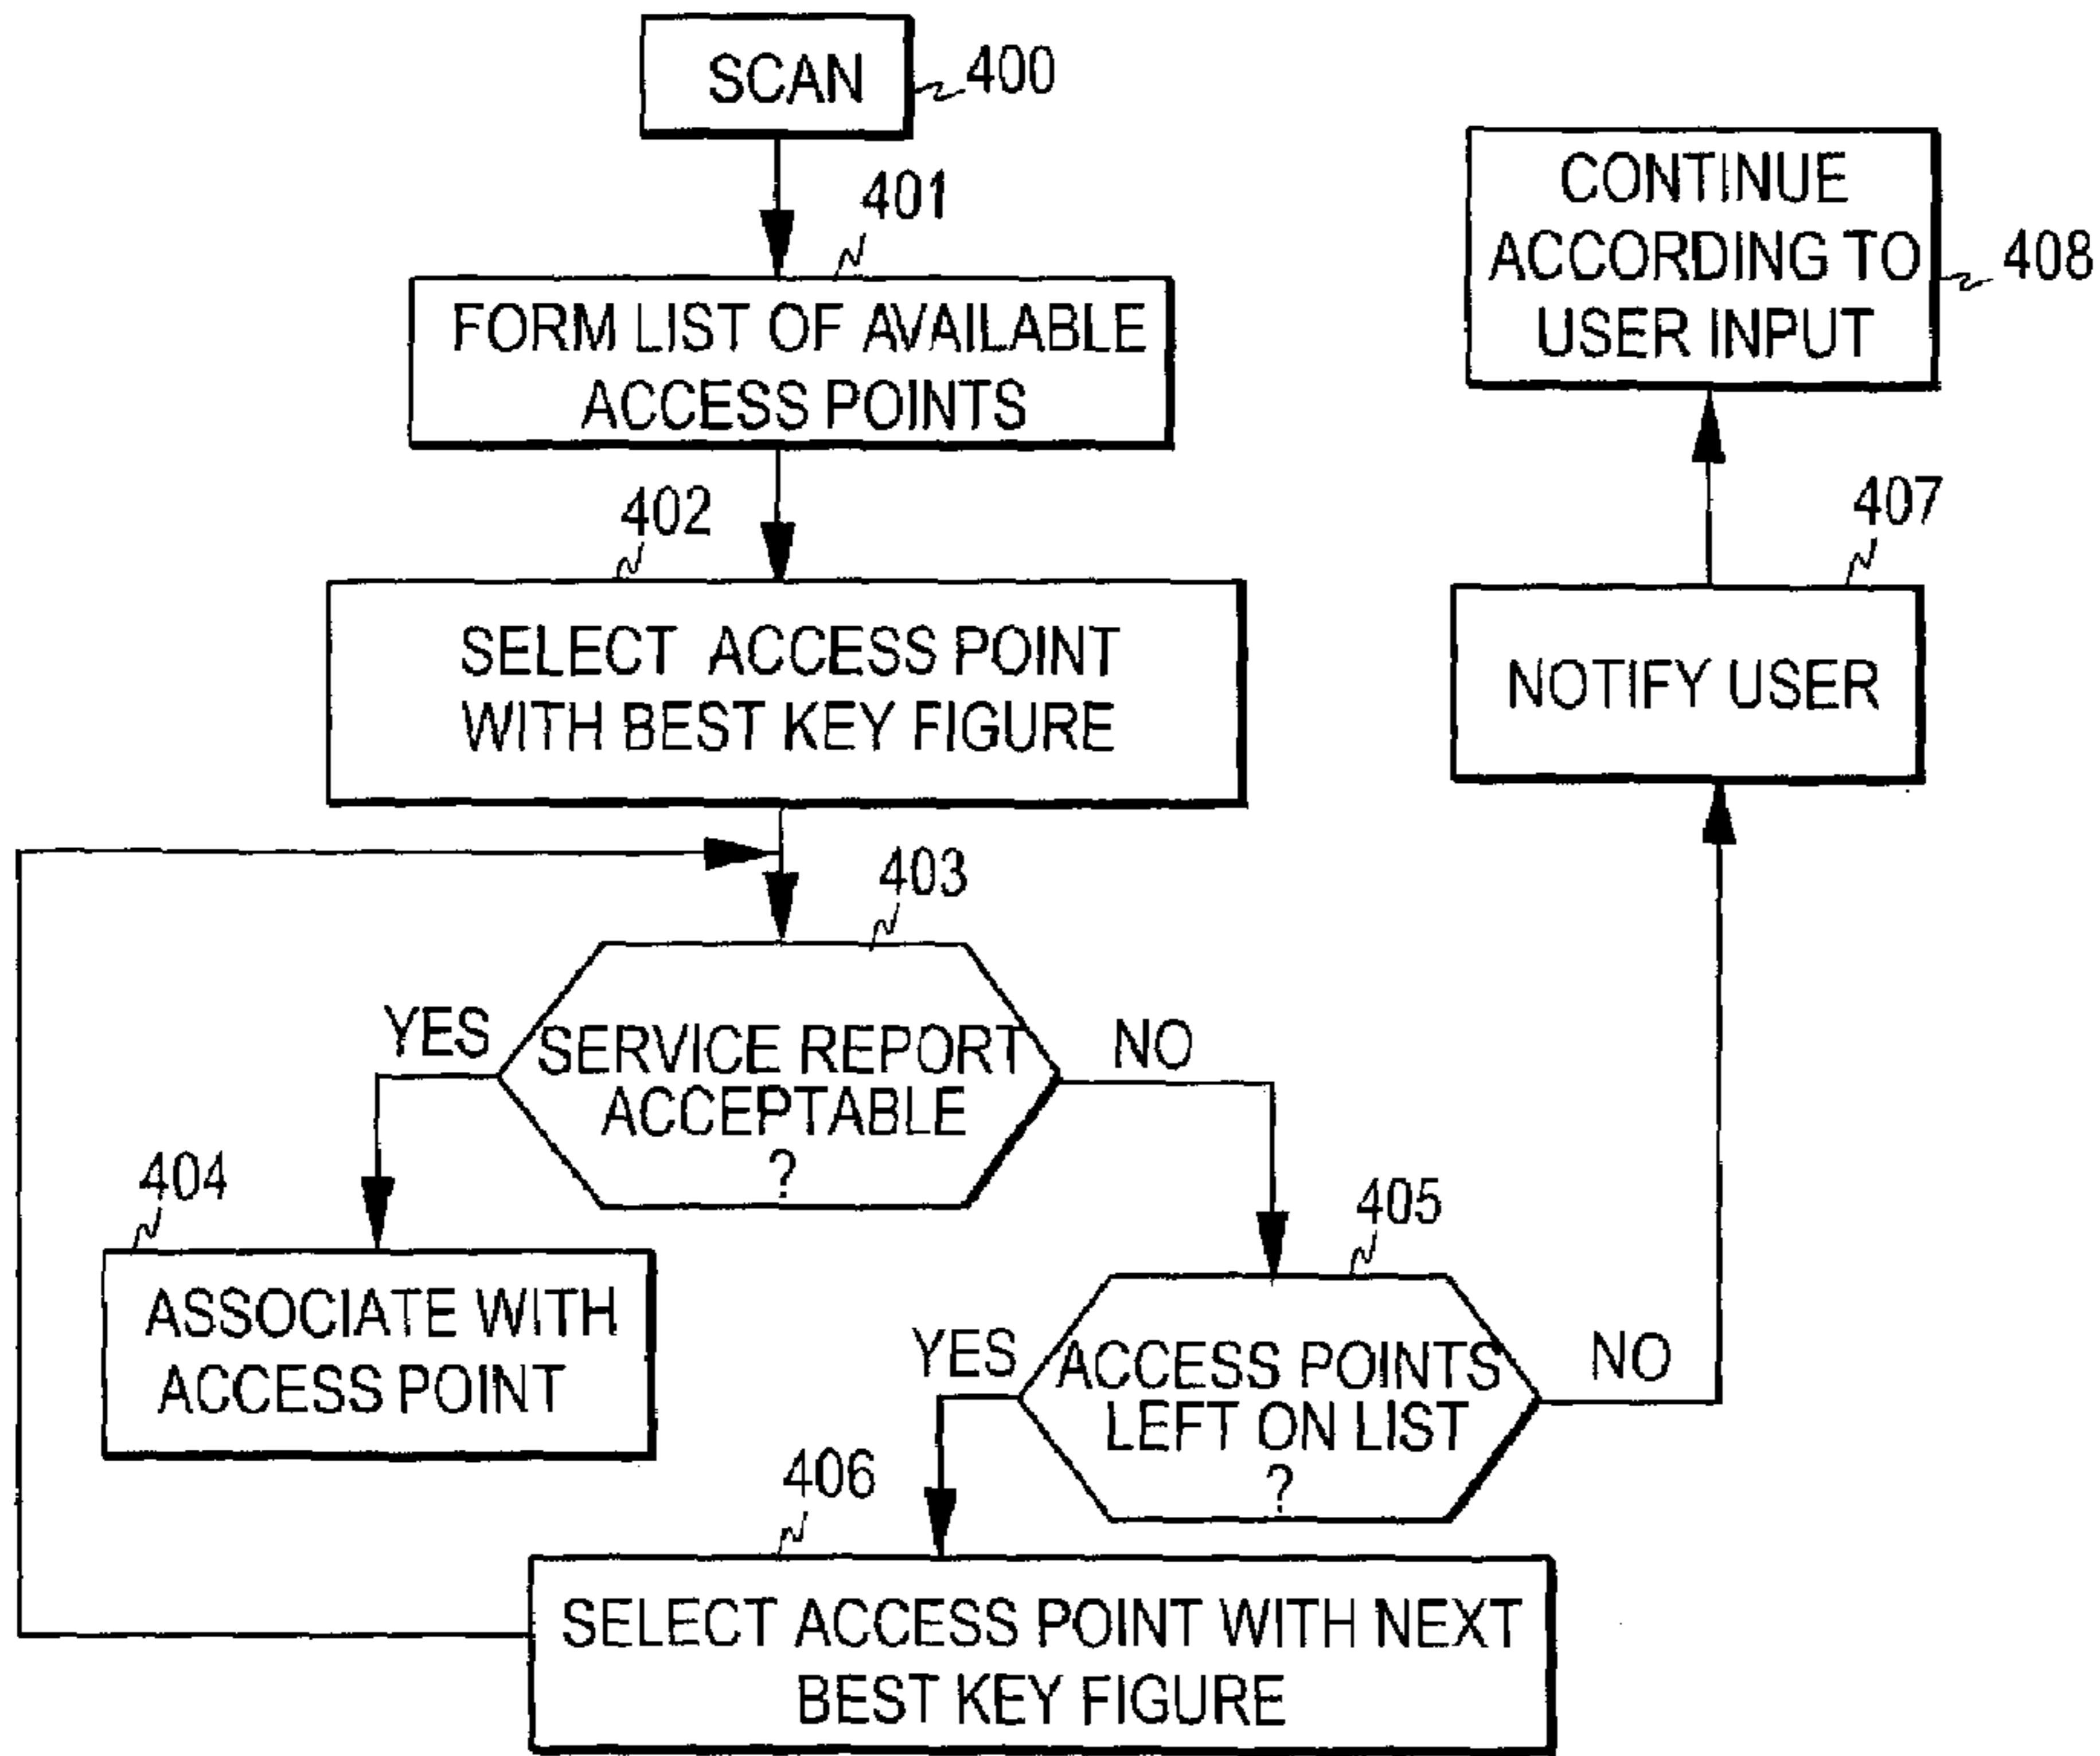 SCAN
400
401
FORM LIST OF AVAILABLE
ACCESS POINTS
402
SELECT ACCESS POINT
WITH BEST KEY FIGURE
403
YES
SERVICE REPORT
ACCEPTABLE
?
NO
404
ASSOCIATE WITH
ACCESS POINT
405
YES
ACCESS POINTS
LEFT ON LIST
?
NO
406
SELECT ACCESS POINT WITH NEXT
BEST KEY FIGURE
407
NOTIFY USER
CONTINUE
ACCORDING TO
USER INPUT
408